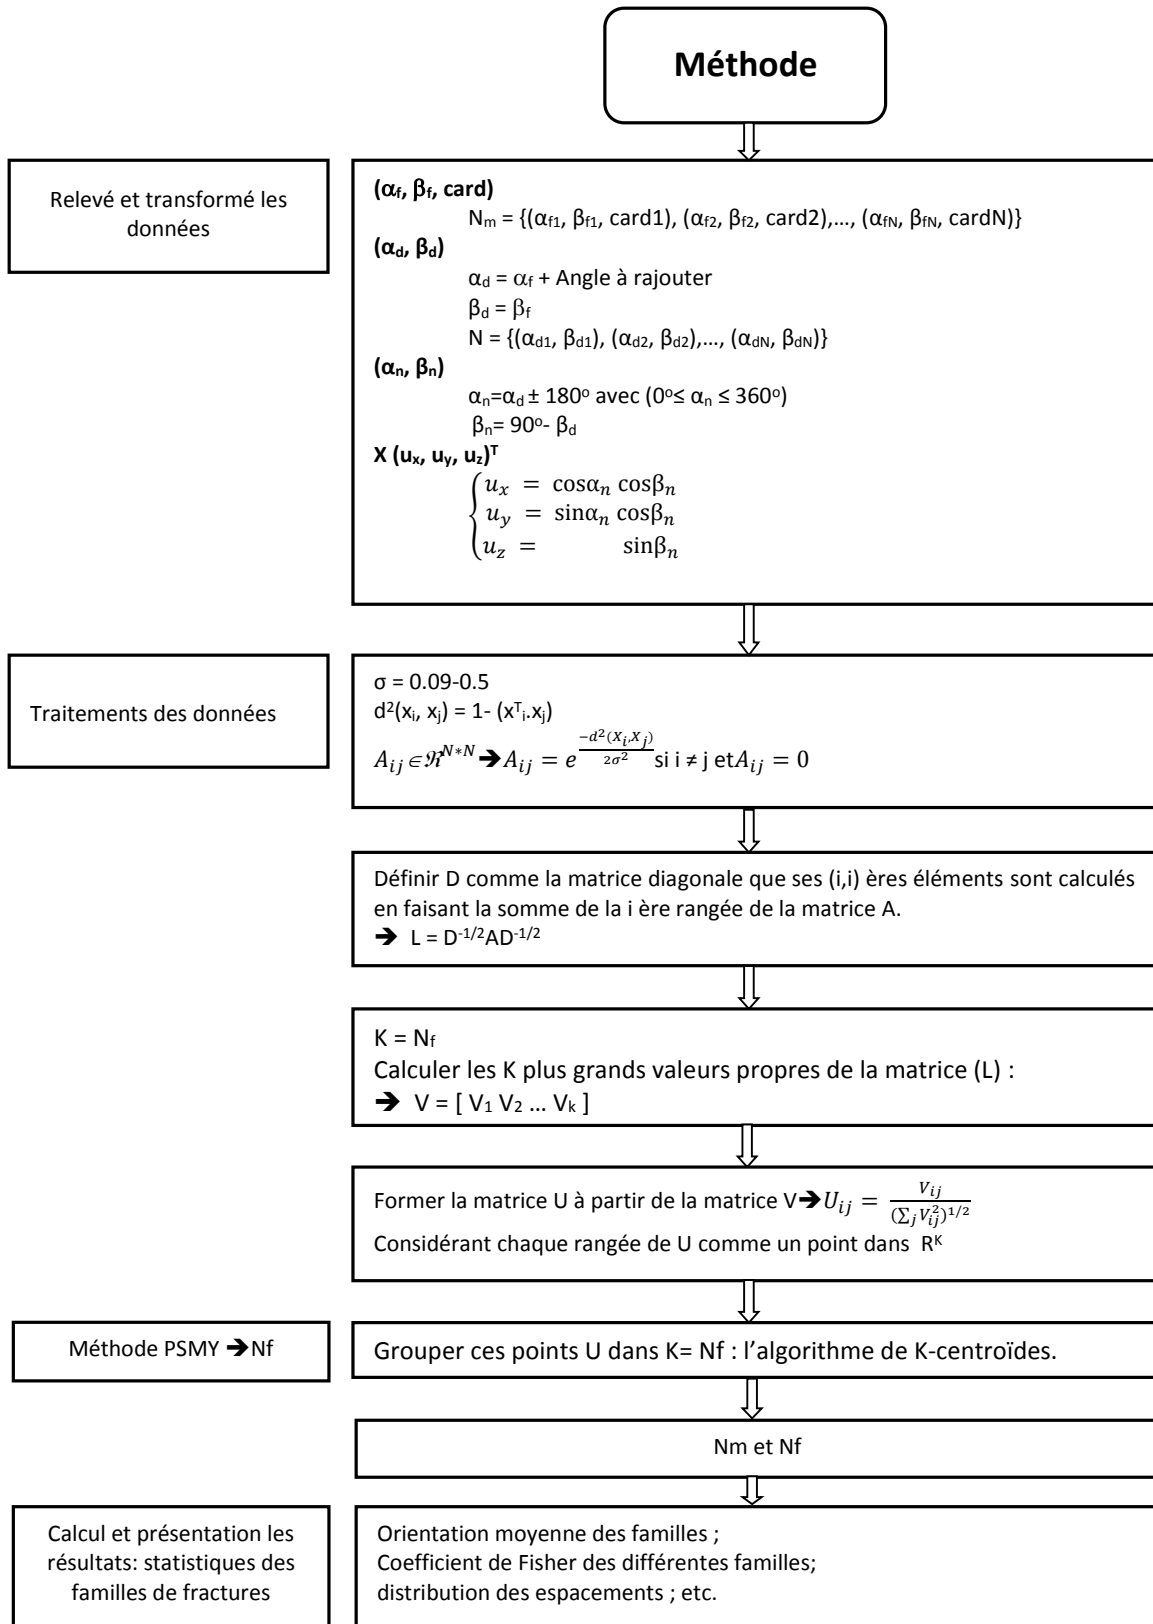 Méthode
Relevé et transformé les
données
(αf, βf, card)
Nm = {(αf1, βf1, card1), (αf2, βf2, card2),…, (αfN, βfN, cardN)}
(αd, βd)
αd = αf + Angle à rajouter
βd = βf
N = {(αd1, βd1), (αd2, βd2),…, (αdN, βdN)}
(αn, βn)
αn=αd ± 180° avec (0°≤ αn ≤ 360°)
βn= 90°- βd
X (ux, uy, uz)ᵀ
ux = cosαn cosβn
uy = sinαn cosβn
uz = sinβn
Traitements des données
σ = 0.09-0.5
d²(xi, xj) = 1- (xᵀi.xj)
Aij ∈ ℜ^{N*N} ➔ Aij = e^{-d²(Xi,Xj)/2σ²} si i ≠ j et Aij = 0
Définir D comme la matrice diagonale que ses (i,i) ères éléments sont calculés
en faisant la somme de la i ère rangée de la matrice A.
➔ L = D^{-1/2}AD^{-1/2}
K = Nf
Calculer les K plus grands valeurs propres de la matrice (L) :
➔ V = [ V1 V2 … Vk ]
Former la matrice U à partir de la matrice V ➔ Uij = Vij / (∑j Vij²)^{1/2}
Considérant chaque rangée de U comme un point dans R^K
Méthode PSMY ➔ Nf
Grouper ces points U dans K= Nf : l’algorithme de K-centroïdes.
Nm et Nf
Calcul et présentation les
résultats: statistiques des
familles de fractures
Orientation moyenne des familles ;
Coefficient de Fisher des différentes familles;
distribution des espacements ; etc.